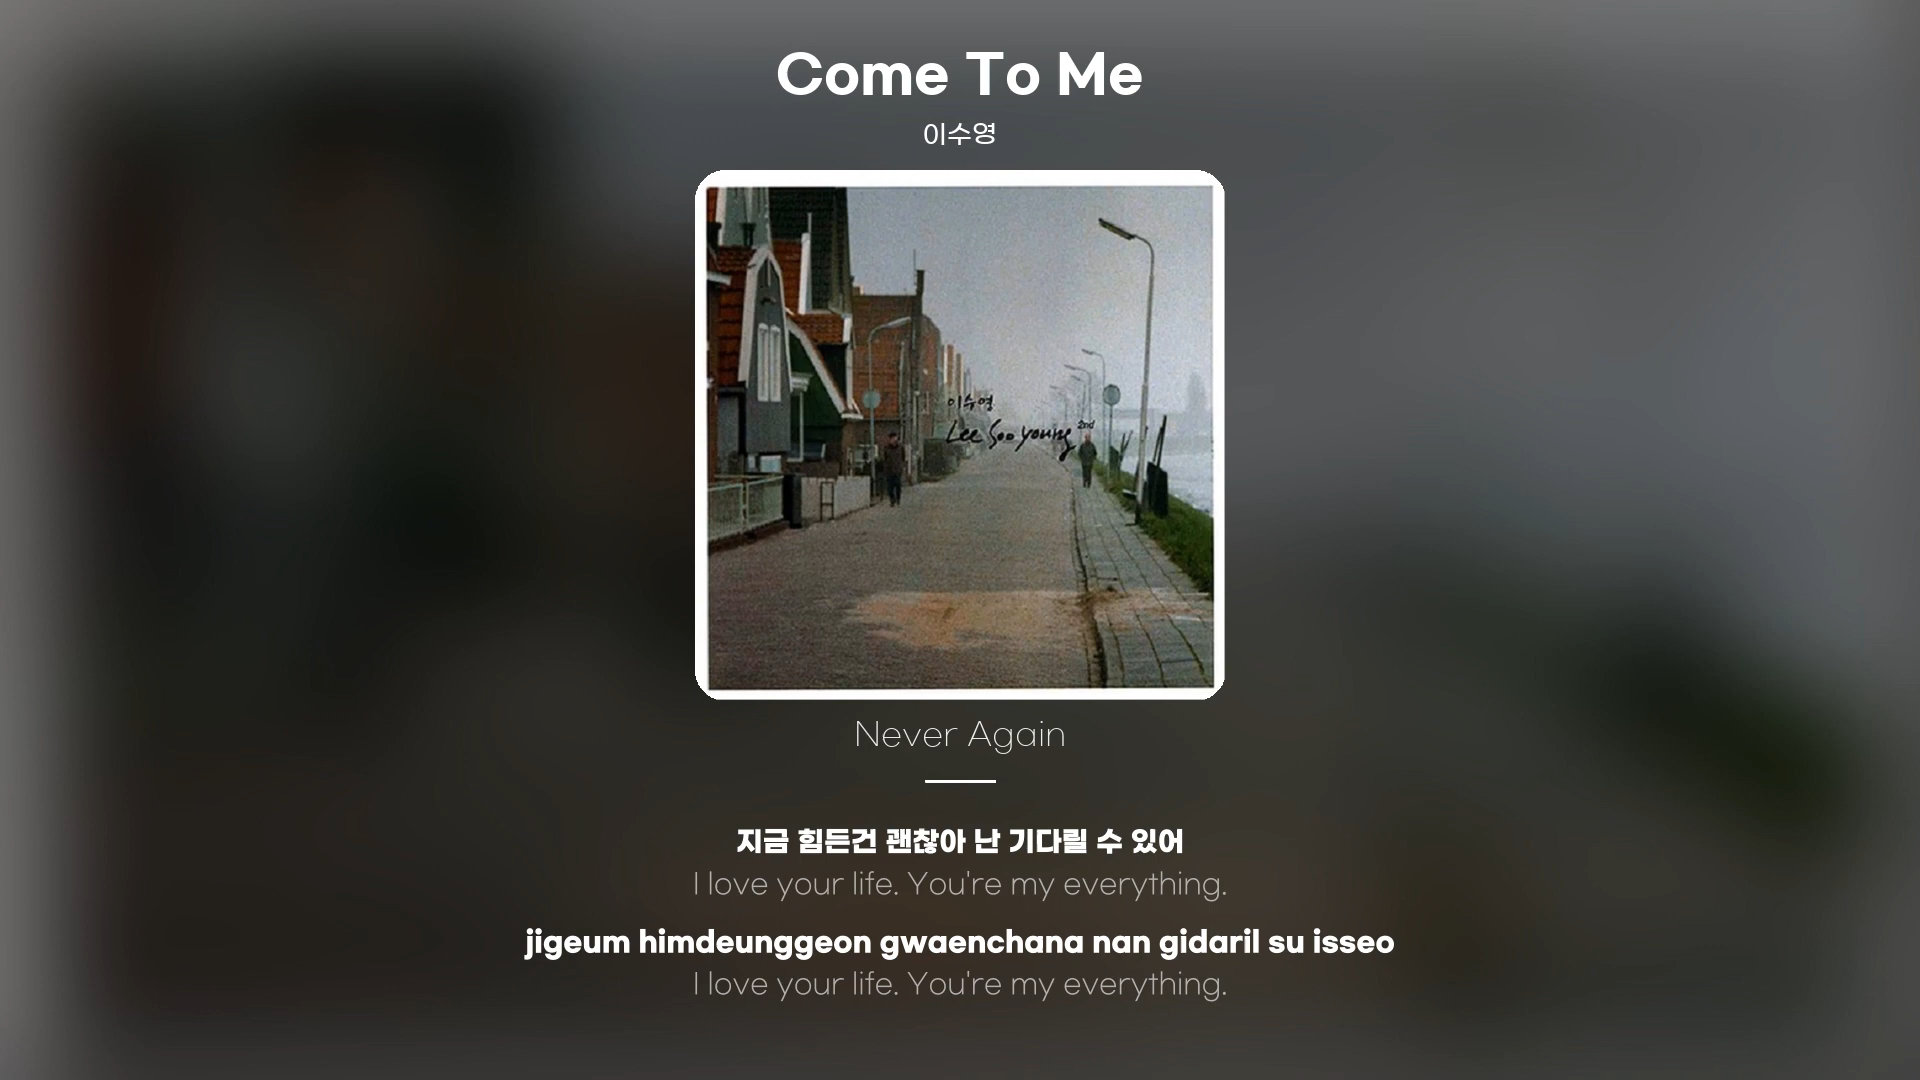 Come To Me
이수영
이수영
Lee Soo young 2nd
Never Again
지금 힘든건 괜찮아 난 기다릴 수 있어
I love your life. You're my everything.
jigeum himdeunggeon gwaenchana nan gidaril su isseo
I love your life. You're my everything.